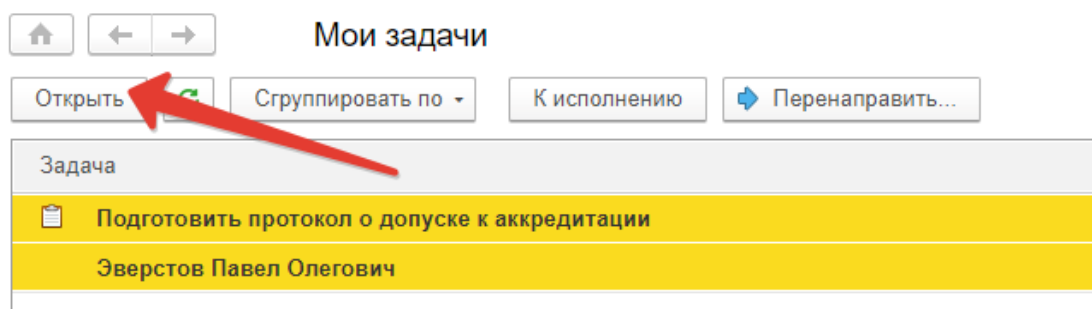 Мои задачи
Открыть Сгруппировать по К исполнению Перенаправить...
Задача
Подготовить протокол о допуске к аккредитации
Эверстов Павел Олегович